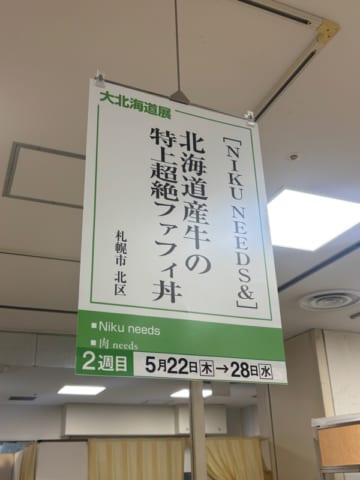 大北海道展
[NIKU NEEDS&]
北海道産牛の
特上超絶ファフィ丼
札幌市 北区
■Niku needs
■肉 needs
2週目 5月22日木→28日水